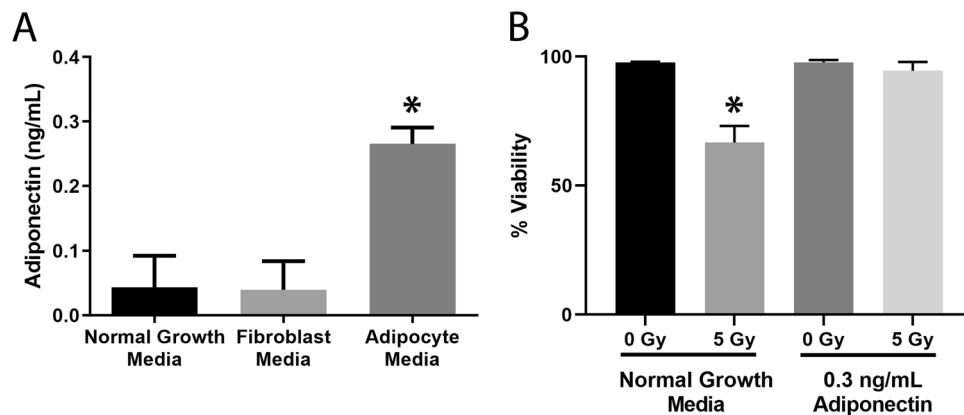 A
Adiponectin (ng/mL)
0.4
0.3
0.2
0.1
0.0
*
Normal Growth
Media
Fibroblast
Media
Adipocyte
Media
B
% Viability
100
50
0
*
0 Gy
5 Gy
0 Gy
5 Gy
Normal Growth
Media
0.3 ng/mL
Adiponectin